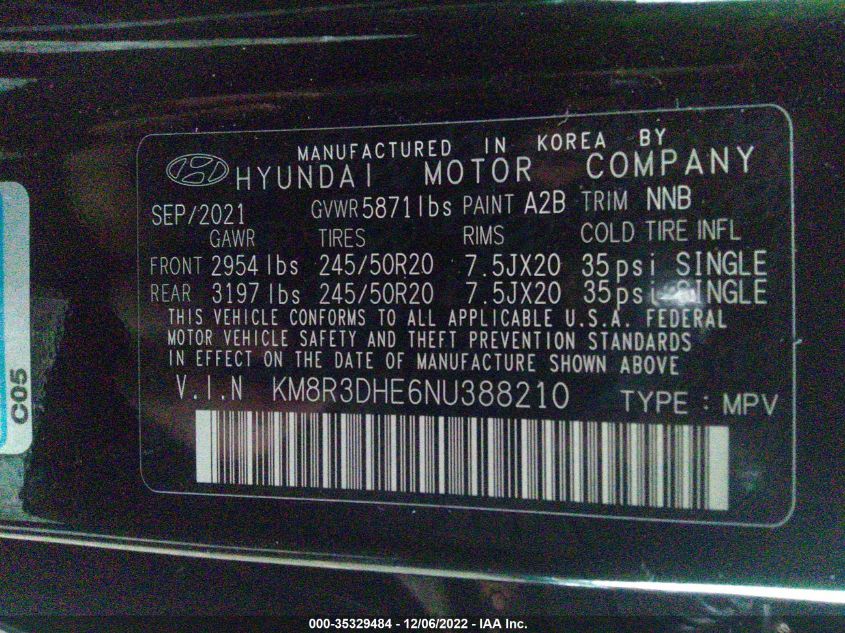 MANUFACTURED IN KOREA BY
HYUNDAI MOTOR COMPANY
SEP/2021 GVWR 5871 lbs PAINT A2B TRIM NNB
GAWR TIRES RIMS COLD TIRE INFL
FRONT 2954 lbs 245/50R20 7.5JX20 35psi SINGLE
REAR 3197 lbs 245/50R20 7.5JX20 35psi SINGLE
THIS VEHICLE CONFORMS TO ALL APPLICABLE U.S.A. FEDERAL
MOTOR VEHICLE SAFETY AND THEFT PREVENTION STANDARDS
IN EFFECT ON THE DATE OF MANUFACTURE SHOWN ABOVE
V.I.N KM8R3DHE6NU388210 TYPE : MPV
C05
000-35329484 - 12/06/2022 - IAA Inc.